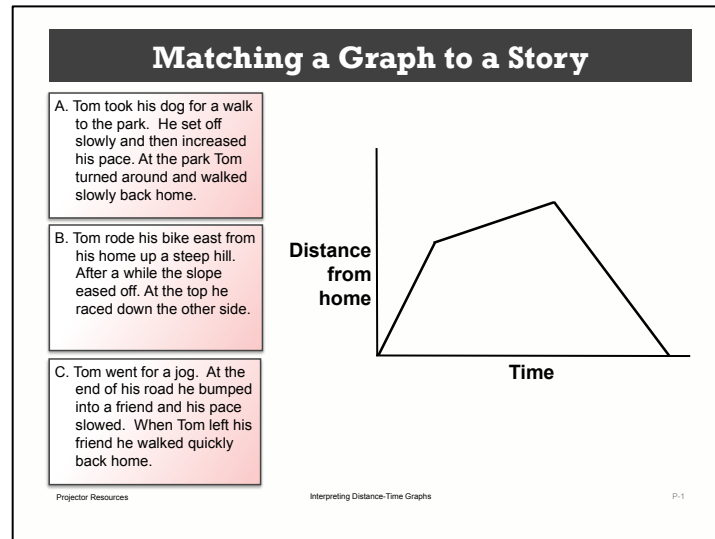 Matching a Graph to a Story
A. Tom took his dog for a walk
to the park.  He set off
slowly and then increased
his pace. At the park Tom
turned around and walked
slowly back home.
B. Tom rode his bike east from
his home up a steep hill.
After a while the slope
eased off. At the top he
raced down the other side.
C. Tom went for a jog.  At the
end of his road he bumped
into a friend and his pace
slowed.  When Tom left his
friend he walked quickly
back home.
Distance
from
home
Time
Projector Resources
Interpreting Distance-Time Graphs
P-1